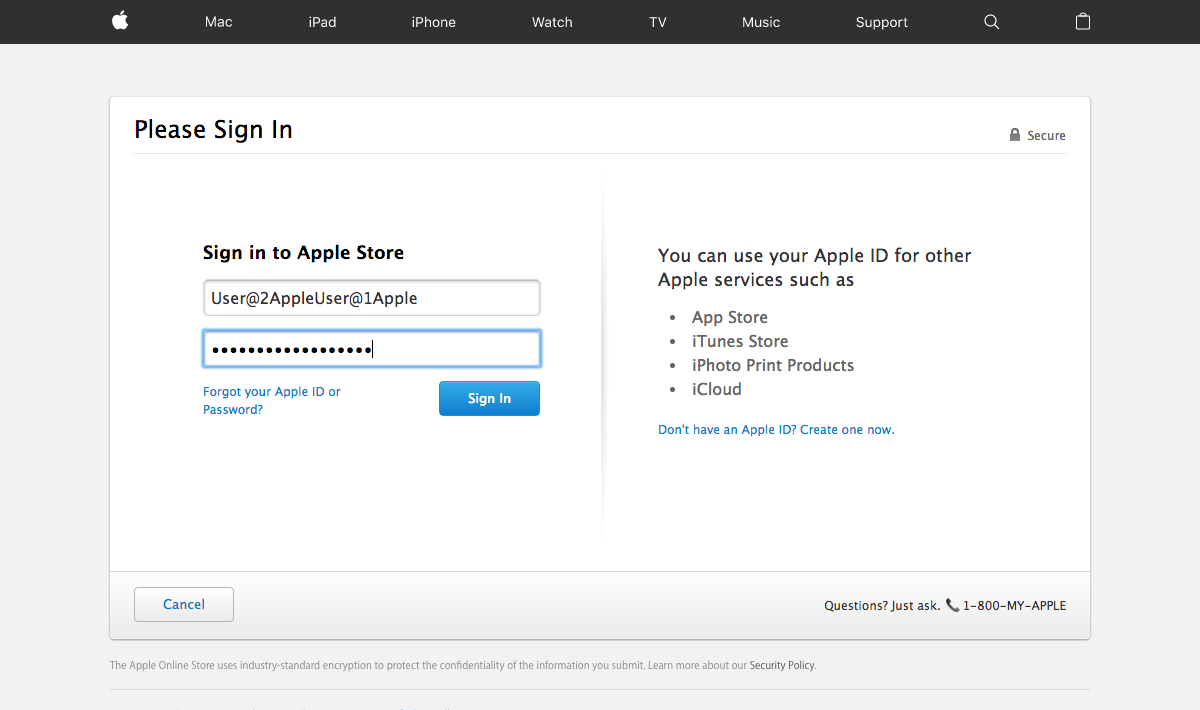 Mac iPad iPhone Watch TV Music Support
Please Sign In
Secure
Sign in to Apple Store
User@2AppleUser@1Apple
••••••••••••••••••
Forgot your Apple ID or
Password?
Sign In
You can use your Apple ID for other
Apple services such as
• App Store
• iTunes Store
• iPhoto Print Products
• iCloud
Don't have an Apple ID? Create one now.
Cancel
Questions? Just ask. 1-800-MY-APPLE
The Apple Online Store uses industry-standard encryption to protect the confidentiality of the information you submit. Learn more about our Security Policy.